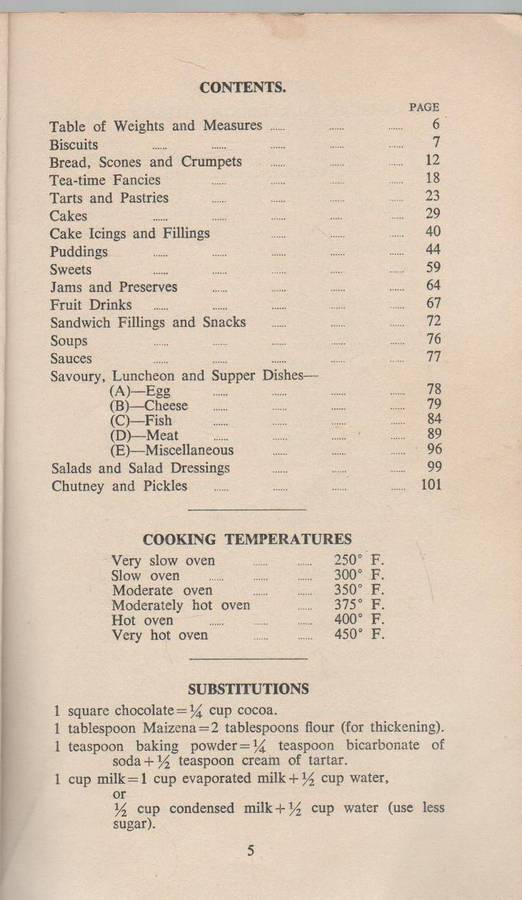 CONTENTS.
PAGE
Table of Weights and Measures ...... ...... ...... 6
Biscuits ...... ...... ...... ...... 7
Bread, Scones and Crumpets ...... ...... ...... 12
Tea-time Fancies ...... ...... ...... 18
Tarts and Pastries ...... ...... ...... 23
Cakes ...... ...... ...... ...... 29
Cake Icings and Fillings ...... ...... ...... 40
Puddings ...... ...... ...... ...... 44
Sweets ...... ...... ...... ...... 59
Jams and Preserves ...... ...... ...... ...... 64
Fruit Drinks ...... ...... ...... ...... ...... 67
Sandwich Fillings and Snacks ...... ...... ...... 72
Soups ...... ...... ...... ...... ...... 76
Sauces ...... ...... ...... ...... ...... 77
Savoury, Luncheon and Supper Dishes—
(A)—Egg ...... ...... ...... ...... 78
(B)—Cheese ...... ...... ...... ...... 79
(C)—Fish ...... ...... ...... ...... 84
(D)—Meat ...... ...... ...... ...... 89
(E)—Miscellaneous ...... ...... ...... 96
Salads and Salad Dressings ...... ...... ...... 99
Chutney and Pickles ...... ...... ...... ...... 101
COOKING TEMPERATURES
Very slow oven ...... ...... 250° F.
Slow oven ...... ...... ...... 300° F.
Moderate oven ...... ...... 350° F.
Moderately hot oven ...... 375° F.
Hot oven ...... ...... ...... 400° F.
Very hot oven ...... ...... 450° F.
SUBSTITUTIONS
1 square chocolate=¼ cup cocoa.
1 tablespoon Maizena=2 tablespoons flour (for thickening).
1 teaspoon baking powder=¼ teaspoon bicarbonate of
soda+½ teaspoon cream of tartar.
1 cup milk=1 cup evaporated milk+½ cup water,
or
½ cup condensed milk+½ cup water (use less
sugar).
5